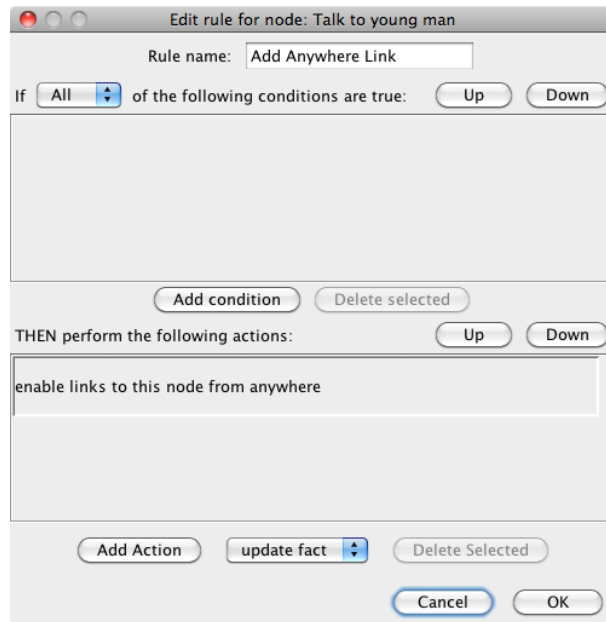 Edit rule for node: Talk to young man
Rule name: Add Anywhere Link
If All of the following conditions are true: Up Down
Add condition Delete selected
THEN perform the following actions: Up Down
enable links to this node from anywhere
Add Action update fact Delete Selected
Cancel OK